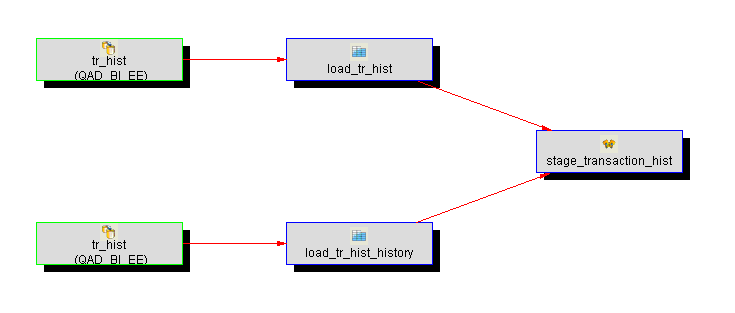 tr_hist
(QAD_BI_EE)
load_tr_hist
stage_transaction_hist
tr_hist
(QAD_BI_EE)
load_tr_hist_history